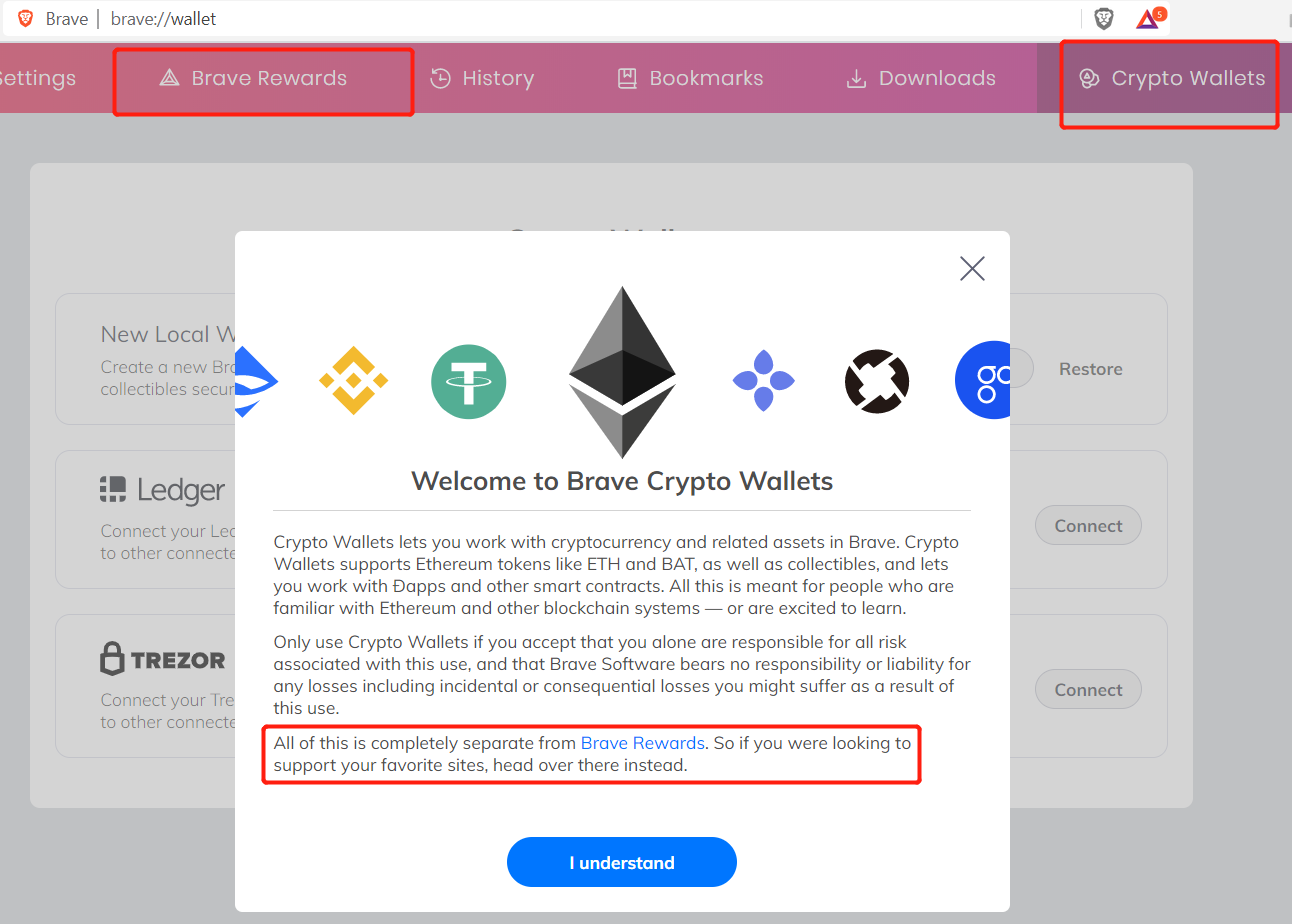 Brave | brave://wallet
5
Settings
Brave Rewards
History
Bookmarks
Downloads
Crypto Wallets
New Local W
Create a new Bra
collectibles secur
Restore
Ledger
Connect your Led
to other connecte
Connect
TREZOR
Connect your Tre
to other connecte
Connect
Welcome to Brave Crypto Wallets
Crypto Wallets lets you work with cryptocurrency and related assets in Brave. Crypto
Wallets supports Ethereum tokens like ETH and BAT, as well as collectibles, and lets
you work with Ðapps and other smart contracts. All this is meant for people who are
familiar with Ethereum and other blockchain systems — or are excited to learn.
Only use Crypto Wallets if you accept that you alone are responsible for all risk
associated with this use, and that Brave Software bears no responsibility or liability for
any losses including incidental or consequential losses you might suffer as a result of
this use.
All of this is completely separate from Brave Rewards. So if you were looking to
support your favorite sites, head over there instead.
I understand